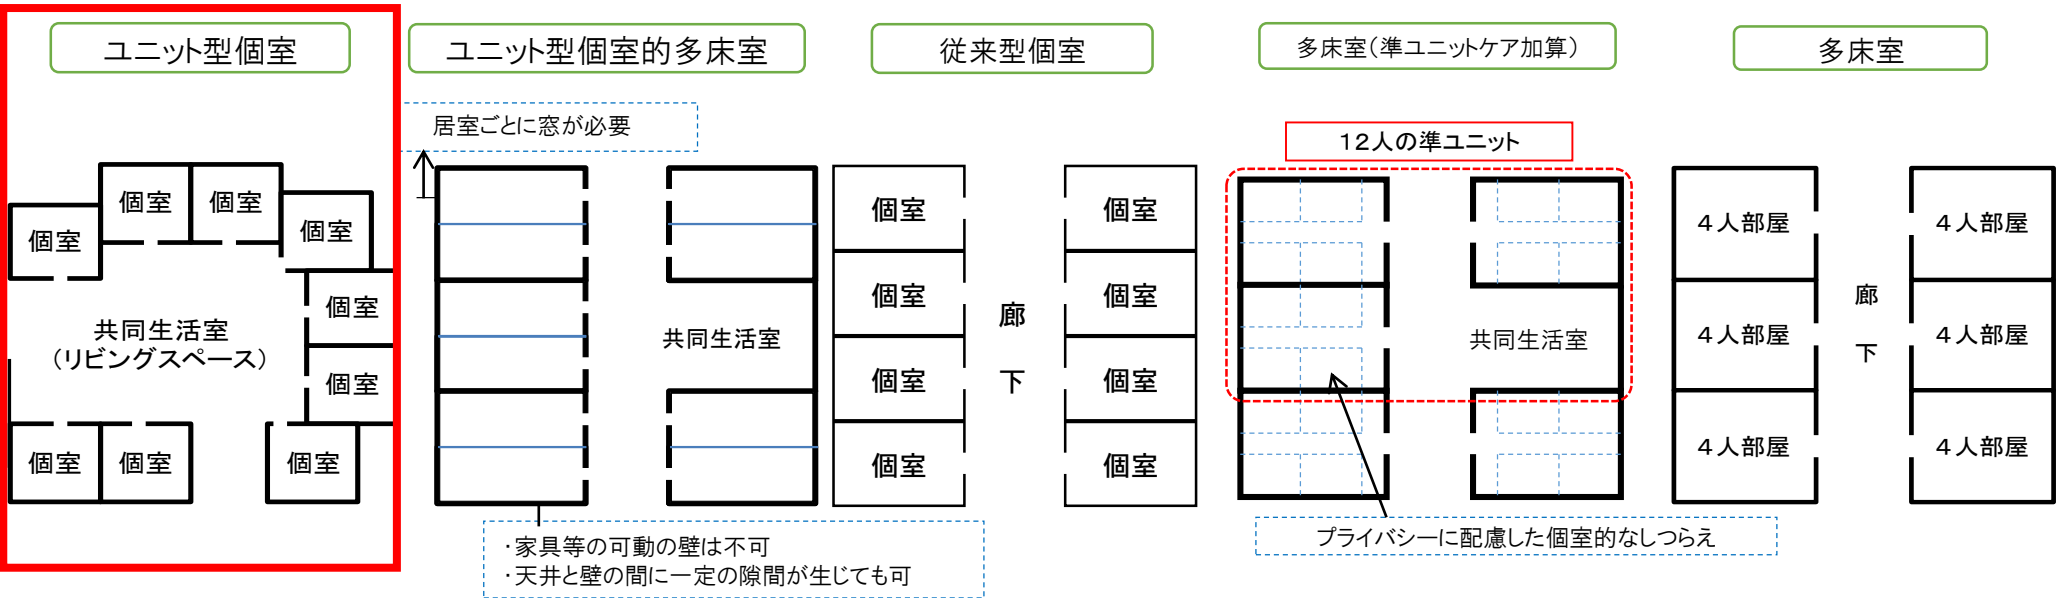 ユニット型個室
個室
個室
個室
個室
個室
個室
共同生活室
（リビングスペース）
個室
個室
個室
ユニット型個室的多床室
居室ごとに窓が必要
共同生活室
・家具等の可動の壁は不可
・天井と壁の間に一定の隙間が生じても可
従来型個室
個室
個室
個室
個室
廊
下
個室
個室
個室
個室
多床室（準ユニットケア加算）
１２人の準ユニット
共同生活室
プライバシーに配慮した個室的なしつらえ
多床室
４人部屋
４人部屋
４人部屋
廊
下
４人部屋
４人部屋
４人部屋